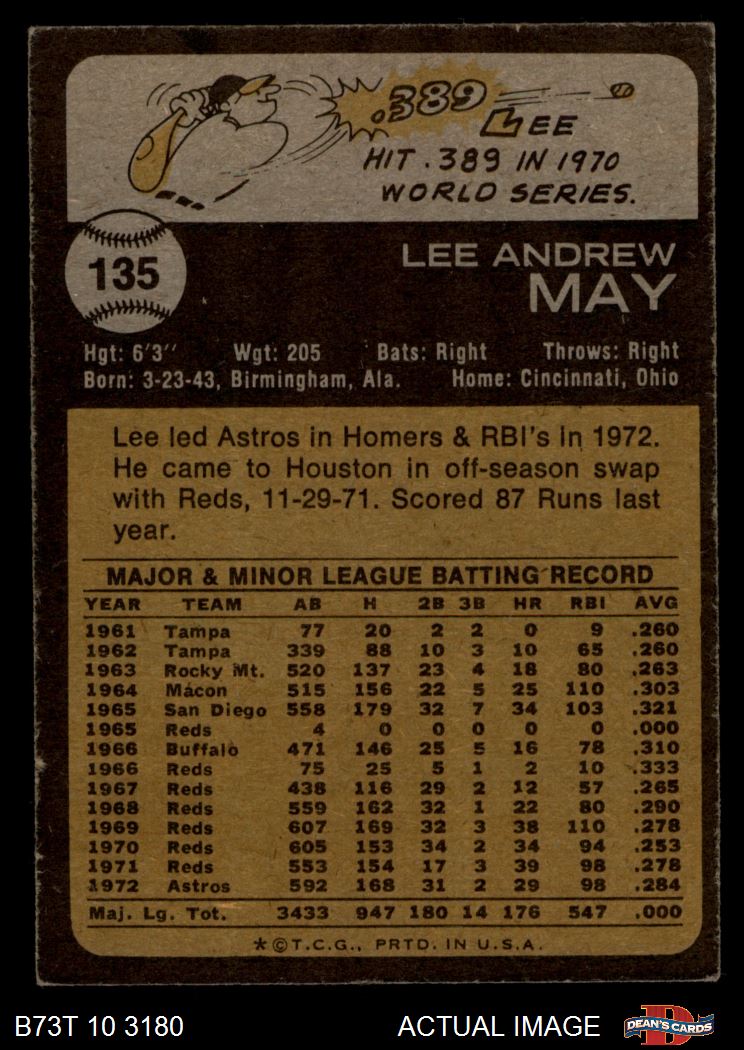 .389
LEE
HIT .389 IN 1970
WORLD SERIES.
135
LEE ANDREW
MAY
Hgt: 6'3" Wgt: 205 Bats: Right Throws: Right
Born: 3-23-43, Birmingham, Ala. Home: Cincinnati, Ohio
Lee led Astros in Homers & RBI's in 1972.
He came to Houston in off-season swap
with Reds, 11-29-71. Scored 87 Runs last
year.
MAJOR & MINOR LEAGUE BATTING RECORD
YEAR TEAM AB H 2B 3B HR RBI AVG
1961 Tampa 77 20 2 2 0 9 .260
1962 Tampa 339 88 10 3 10 65 .260
1963 Rocky Mt. 520 137 23 4 18 80 .263
1964 Macon 515 156 22 5 25 110 .303
1965 San Diego 558 179 32 7 34 103 .321
1965 Reds 4 0 0 0 0 0 .000
1966 Buffalo 471 146 25 5 16 78 .310
1966 Reds 75 25 5 1 2 10 .333
1967 Reds 438 116 29 2 12 57 .265
1968 Reds 559 162 32 1 22 80 .290
1969 Reds 607 169 32 3 38 110 .278
1970 Reds 605 153 34 2 34 94 .253
1971 Reds 553 154 17 3 39 98 .278
1972 Astros 592 168 31 2 29 98 .284
Maj. Lg. Tot. 3433 947 180 14 176 547 .000
*©T.C.G., PRTD. IN U.S.A.
B73T 10 3180 ACTUAL IMAGE D DEAN'S CARDS